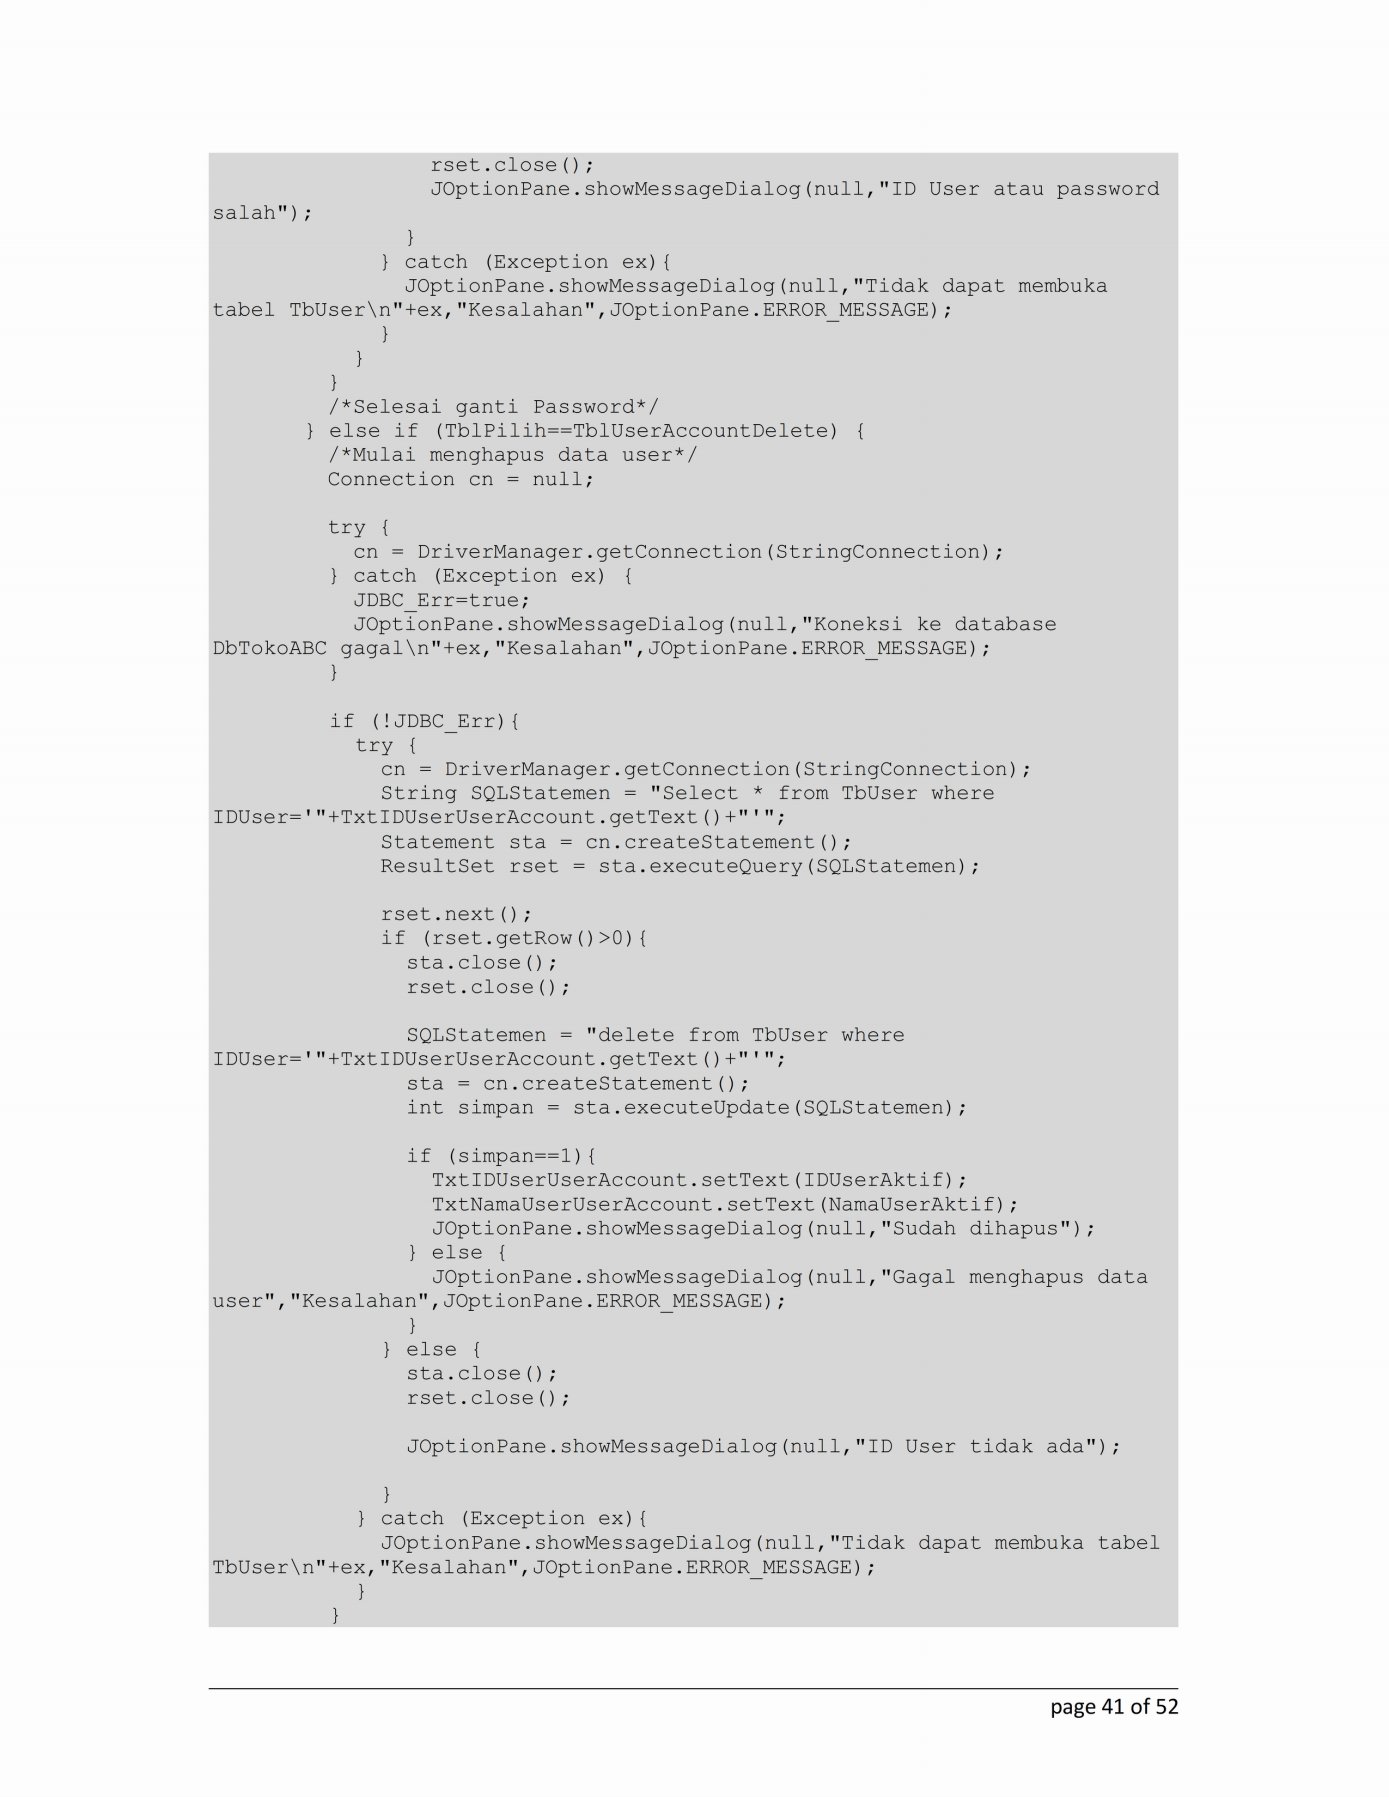 rset.close();
JOptionPane.showMessageDialog(null,"ID User atau password
salah");
}
} catch (Exception ex){
JOptionPane.showMessageDialog(null,"Tidak dapat membuka
tabel TbUser\n"+ex,"Kesalahan",JOptionPane.ERROR_MESSAGE);
}
}
}
/*Selesai ganti Password*/
} else if (TblPilih==TblUserAccountDelete) {
/*Mulai menghapus data user*/
Connection cn = null;
try {
cn = DriverManager.getConnection(StringConnection);
} catch (Exception ex) {
JDBC_Err=true;
JOptionPane.showMessageDialog(null,"Koneksi ke database
DbTokoABC gagal\n"+ex,"Kesalahan",JOptionPane.ERROR_MESSAGE);
}
if (!JDBC_Err){
try {
cn = DriverManager.getConnection(StringConnection);
String SQLStatemen = "Select * from TbUser where
IDUser='"+TxtIDUserUserAccount.getText()+"'";
Statement sta = cn.createStatement();
ResultSet rset = sta.executeQuery(SQLStatemen);
rset.next();
if (rset.getRow()>0){
sta.close();
rset.close();
SQLStatemen = "delete from TbUser where
IDUser='"+TxtIDUserUserAccount.getText()+"'";
sta = cn.createStatement();
int simpan = sta.executeUpdate(SQLStatemen);
if (simpan==1){
TxtIDUserUserAccount.setText(IDUserAktif);
TxtNamaUserUserAccount.setText(NamaUserAktif);
JOptionPane.showMessageDialog(null,"Sudah dihapus");
} else {
JOptionPane.showMessageDialog(null,"Gagal menghapus data
user","Kesalahan",JOptionPane.ERROR_MESSAGE);
}
} else {
sta.close();
rset.close();
JOptionPane.showMessageDialog(null,"ID User tidak ada");
}
} catch (Exception ex){
JOptionPane.showMessageDialog(null,"Tidak dapat membuka tabel
TbUser\n"+ex,"Kesalahan",JOptionPane.ERROR_MESSAGE);
}
}
page 41 of 52